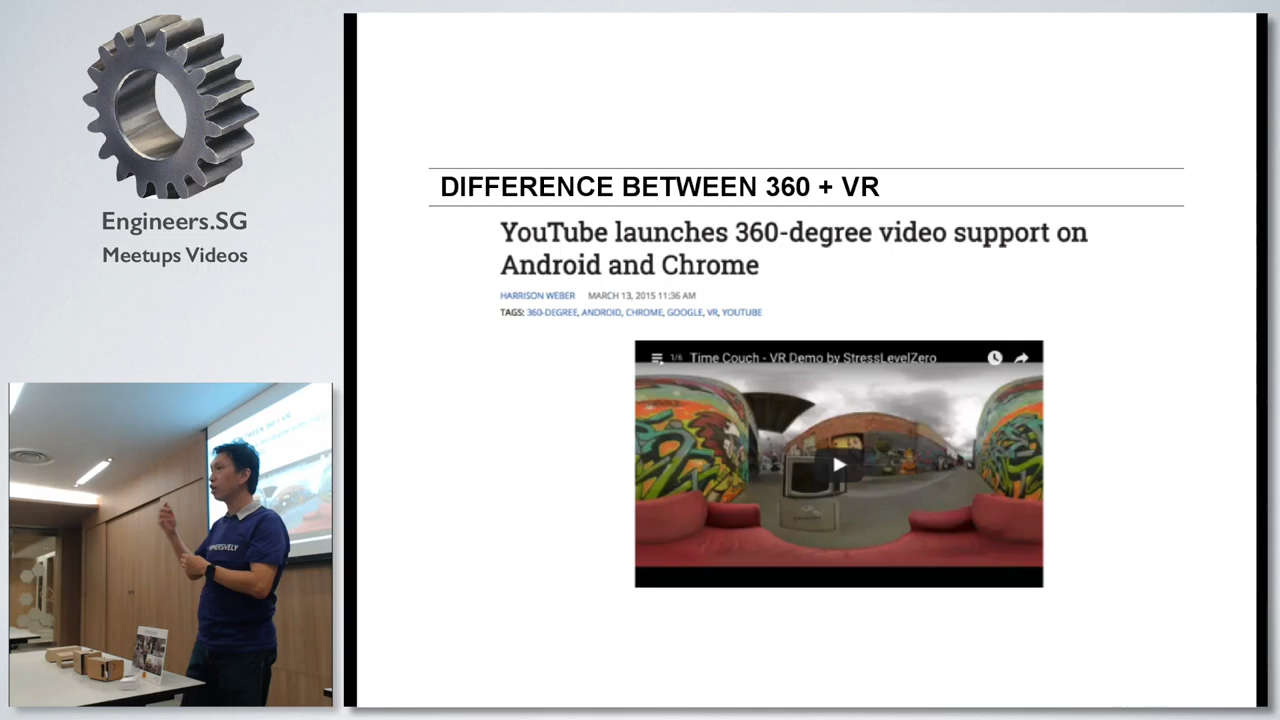 Engineers.SG
Meetups Videos
DIFFERENCE BETWEEN 360 + VR
YouTube launches 360-degree video support on
Android and Chrome
HARRISON WEBER MARCH 13, 2015 11:36 AM
TAGS: 360-DEGREE, ANDROID, CHROME, GOOGLE, VR, YOUTUBE
1/6 Time Couch - VR Demo by StressLevelZero